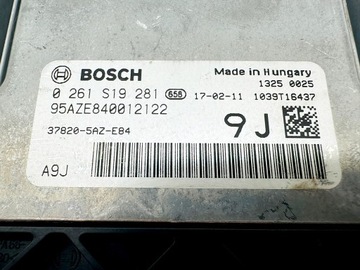 BOSCH
Made in Hungary
0 261 S19 281 658 17-02-11
1325 0025
1039T16437
95AZE840012122
37820-5AZ-E84
9J
A9J